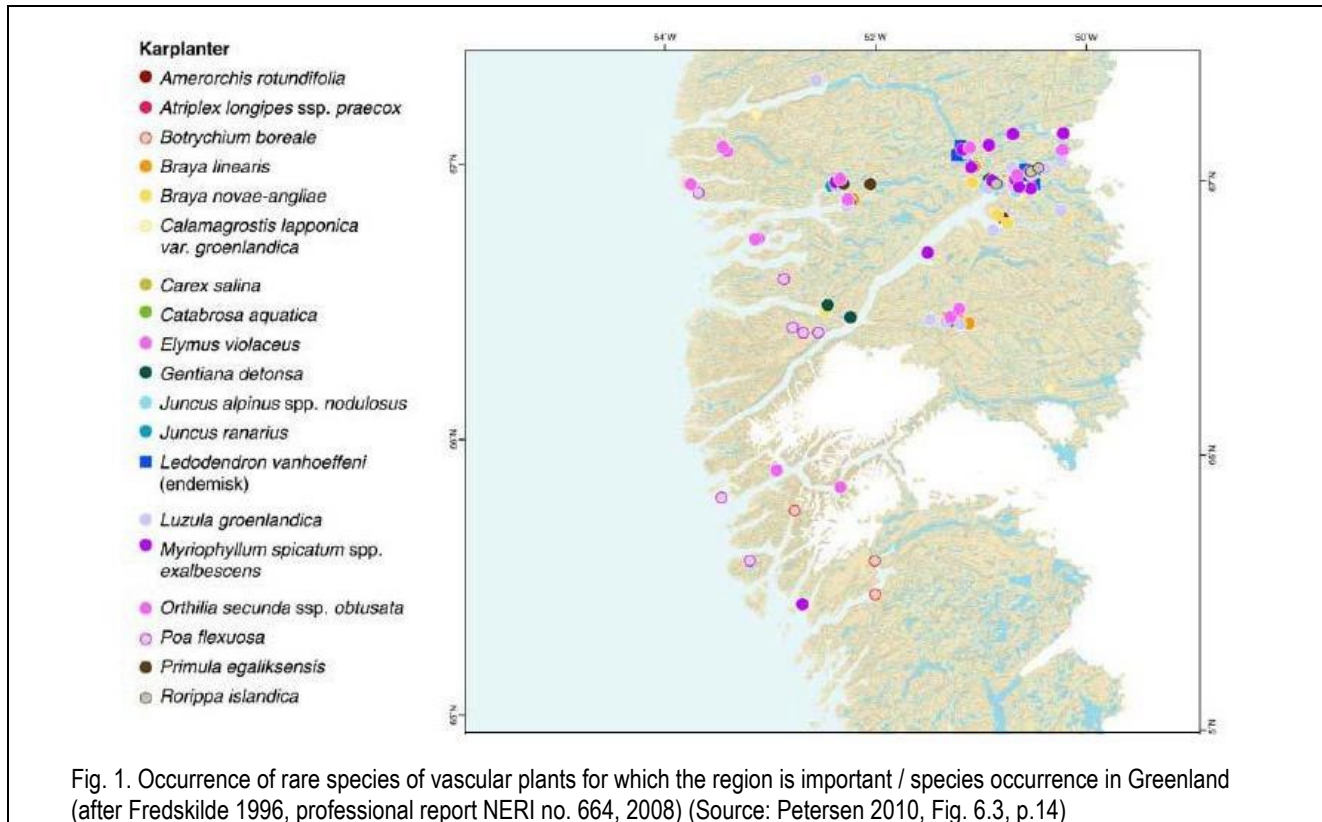 54°W
52°W
50°W
Karplanter
Amerorchis rotundifolia
Atriplex longipes ssp. praecox
Botrychium boreale
Braya linearis
Braya novae-angliae
Calamagrostis lapponica
var. groenlandica
Carex salina
Catabrosa aquatica
Elymus violaceus
Gentiana detonsa
Juncus alpinus spp. nodulosus
Juncus ranarius
Ledodendron vanhoeffeni
(endemisk)
Luzula groenlandica
Myriophyllum spicatum spp.
exalbescens
Orthilia secunda ssp. obtusata
Poa flexuosa
Primula egaliksensis
Rorippa islandica
67°N
67°N
66°N
65°N
5°N
Fig. 1. Occurrence of rare species of vascular plants for which the region is important / species occurrence in Greenland
(after Fredskilde 1996, professional report NERI no. 664, 2008) (Source: Petersen 2010, Fig. 6.3, p.14)